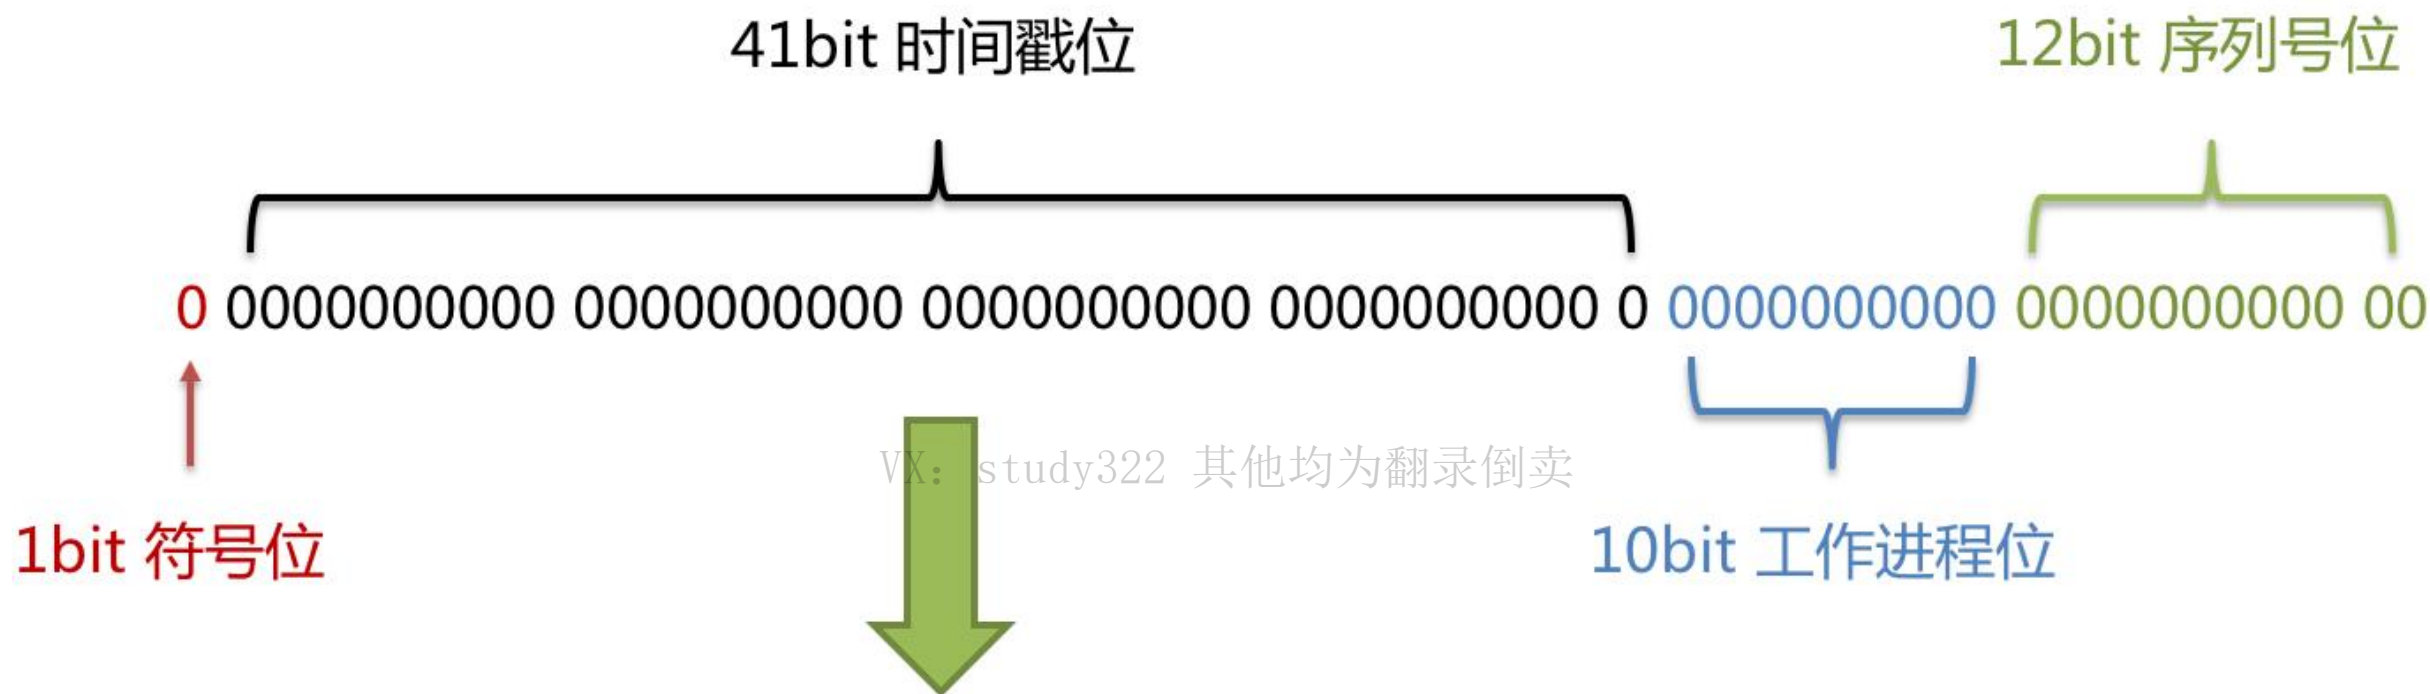 41bit 时间戳位
12bit 序列号位
0 0000000000 0000000000 0000000000 0000000000 0 0000000000 0000000000 00
VX: study322 其他均为翻录倒卖
1bit 符号位
10bit 工作进程位